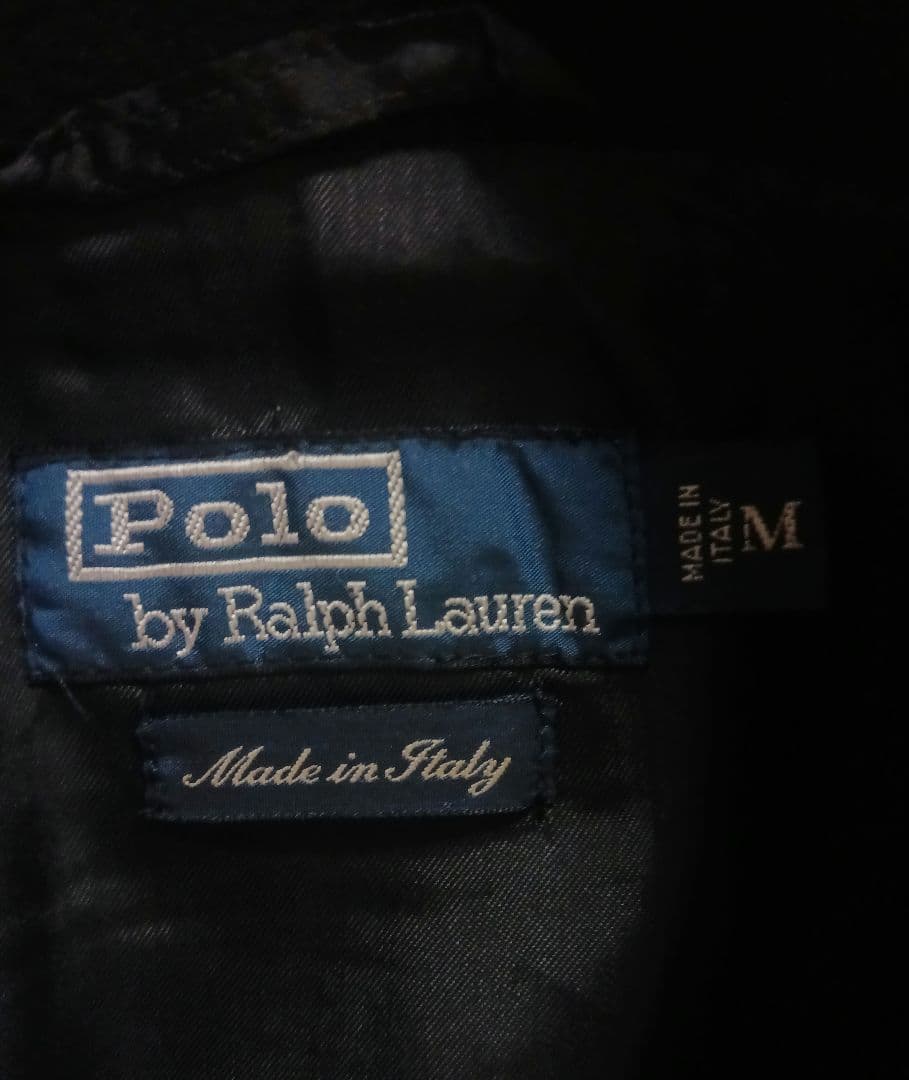 Polo
by Ralph Lauren
MADE IN
ITALY
M
Made in Italy